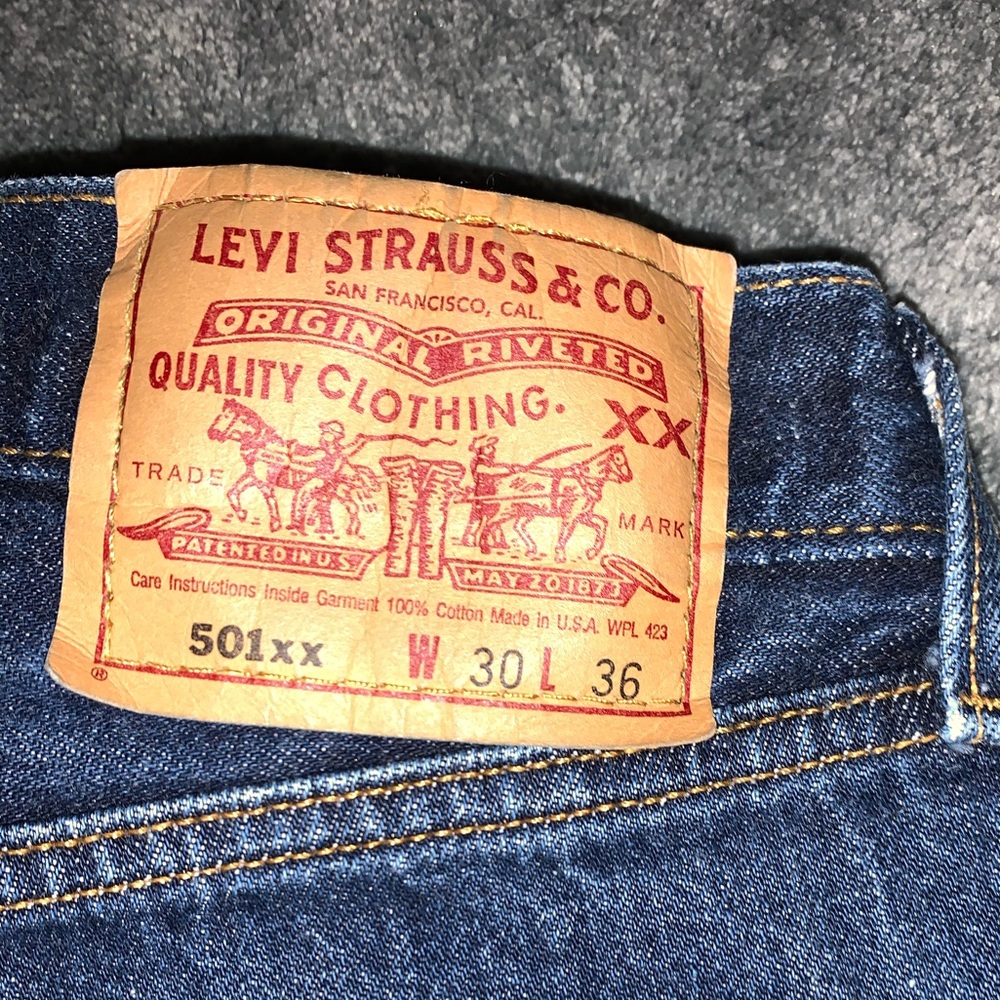 LEVI STRAUSS & CO.
SAN FRANCISCO, CAL.
ORIGINAL RIVETED
QUALITY CLOTHING.
XX
TRADE MARK
PATENTED IN U.S.
MAY 20 1873
Care Instructions Inside Garment 100% Cotton Made in U.S.A. WPL 423
501xx W 30 L 36
®